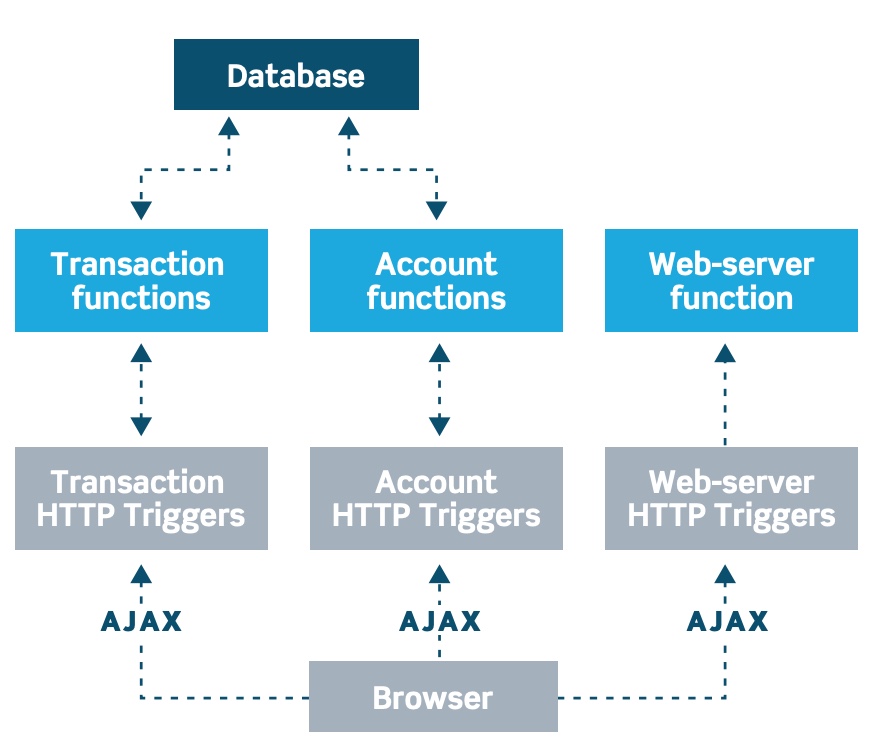 Database
Transaction
functions
Account
functions
Web-server
function
Transaction
HTTP Triggers
Account
HTTP Triggers
Web-server
HTTP Triggers
AJAX
AJAX
AJAX
Browser